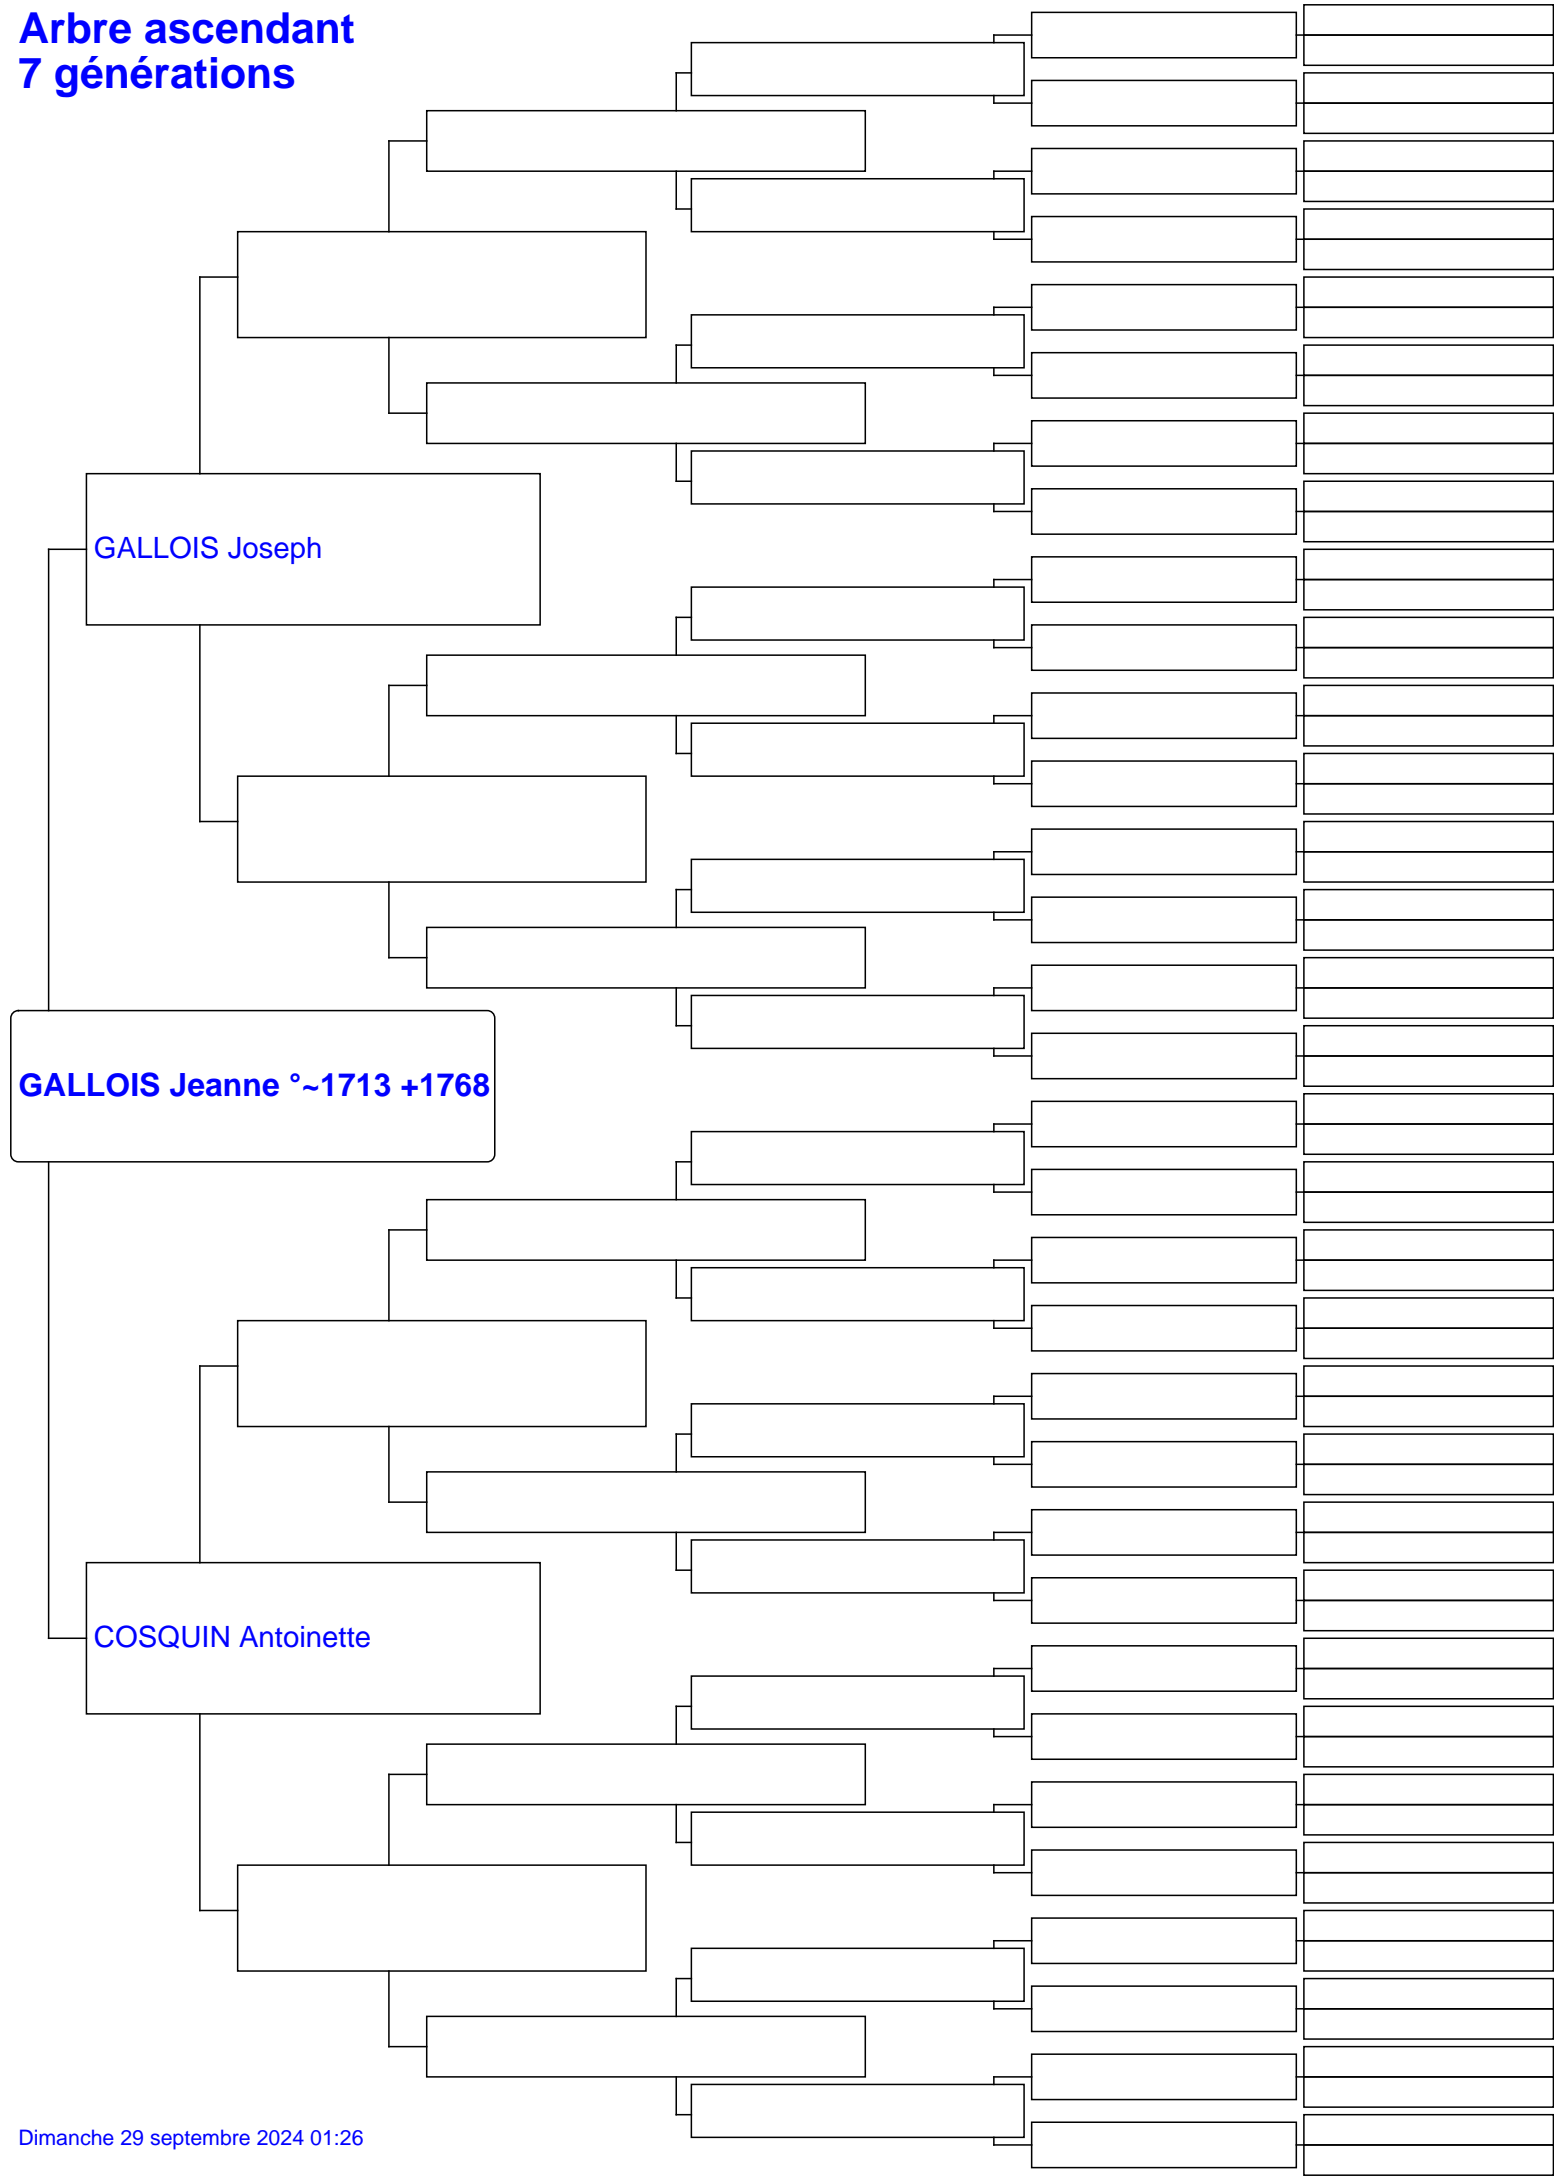 Arbre ascendant
7 générations
GALLOIS Joseph
GALLOIS Jeanne °~1713 +1768
COSQUIN Antoinette
Dimanche 29 septembre 2024 01:26